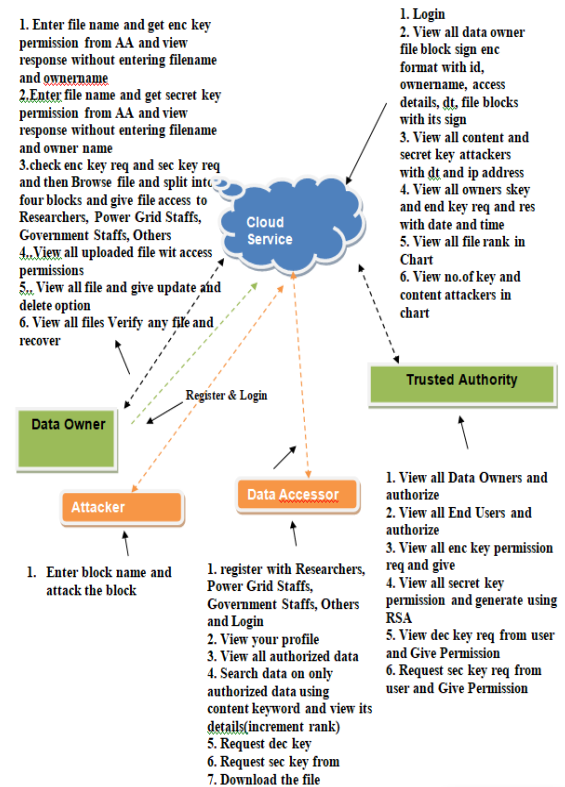 1. Enter file name and get enc key
permission from AA and view
response without entering filename
and ownername
2.Enter file name and get secret key
permission from AA and view
response without entering filename
and owner name
3.check enc key req and sec key req
and then Browse file and split into
four blocks and give file access to
Researchers, Power Grid Staffs,
Government Staffs, Others
4..View all uploaded file wit access
permissions
5.. View all file and give update and
delete option
6. View all files Verify any file and
recover
Cloud
Service
1. Login
2. View all data owner
file block sign enc
format with id,
ownername, access
details, dt, file blocks
with its sign
3. View all content and
secret key attackers
with dt and ip address
4. View all owners skey
and end key req and res
with date and time
5. View all file rank in
Chart
6. View no.of key and
content attackers in
chart
Register & Login
Data Owner
Trusted Authority
Attacker
Data Accessor
1. Enter block name and
attack the block
1. register with Researchers,
Power Grid Staffs,
Government Staffs, Others
and Login
2. View your profile
3. View all authorized data
4. Search data on only
authorized data using
content keyword and view its
details(increment rank)
5. Request dec key
6. Request sec key from
7. Download the file
1. View all Data Owners and
authorize
2. View all End Users and
authorize
3. View all enc key permission
req and give
4. View all secret key
permission and generate using
RSA
5. View dec key req from user
and Give Permission
6. Request sec key req from
user and Give Permission